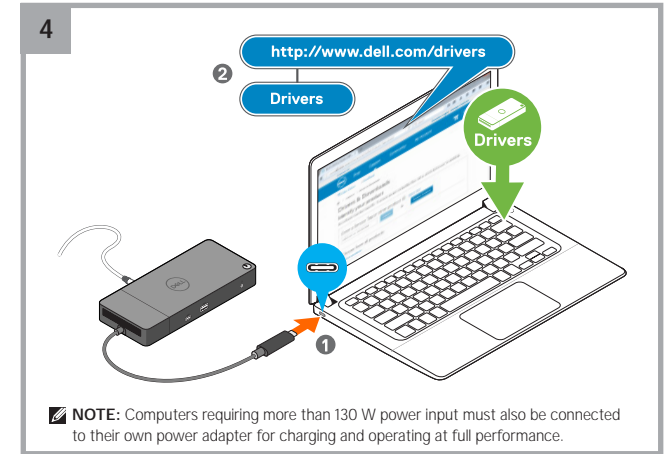 4
http://www.dell.com/drivers
2
Drivers
Drivers
DELL
1
NOTE: Computers requiring more than 130 W power input must also be connected
to their own power adapter for charging and operating at full performance.